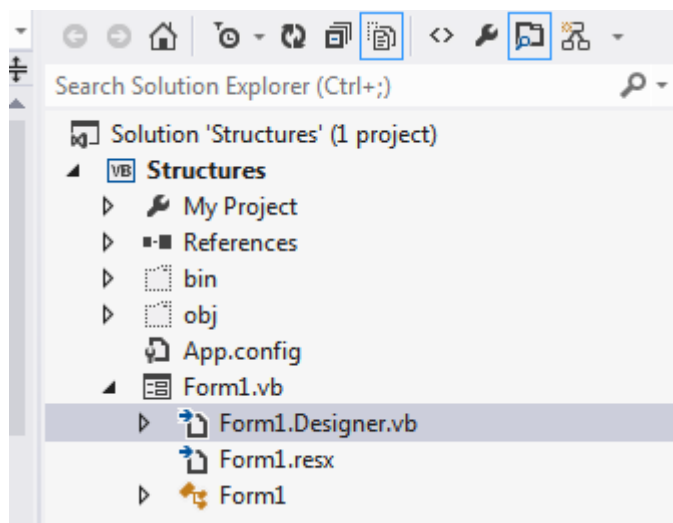 Search Solution Explorer (Ctrl+;)
Solution 'Structures' (1 project)
VB Structures
My Project
References
bin
obj
App.config
Form1.vb
Form1.Designer.vb
Form1.resx
Form1